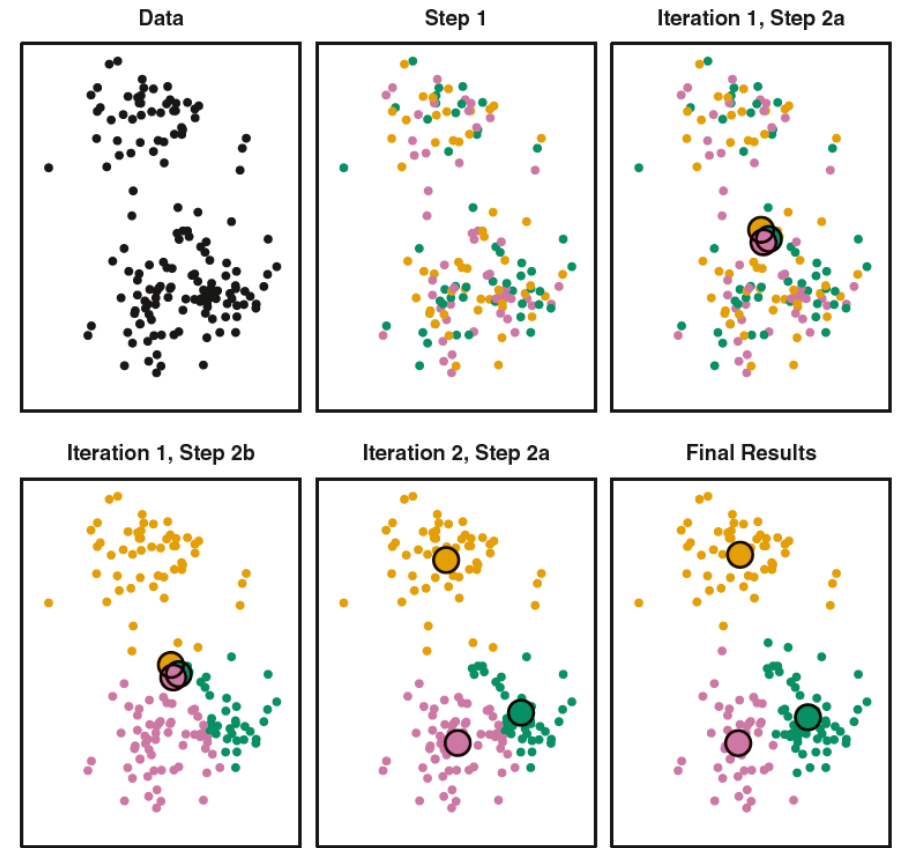 Data
Step 1
Iteration 1, Step 2a
Iteration 1, Step 2b
Iteration 2, Step 2a
Final Results